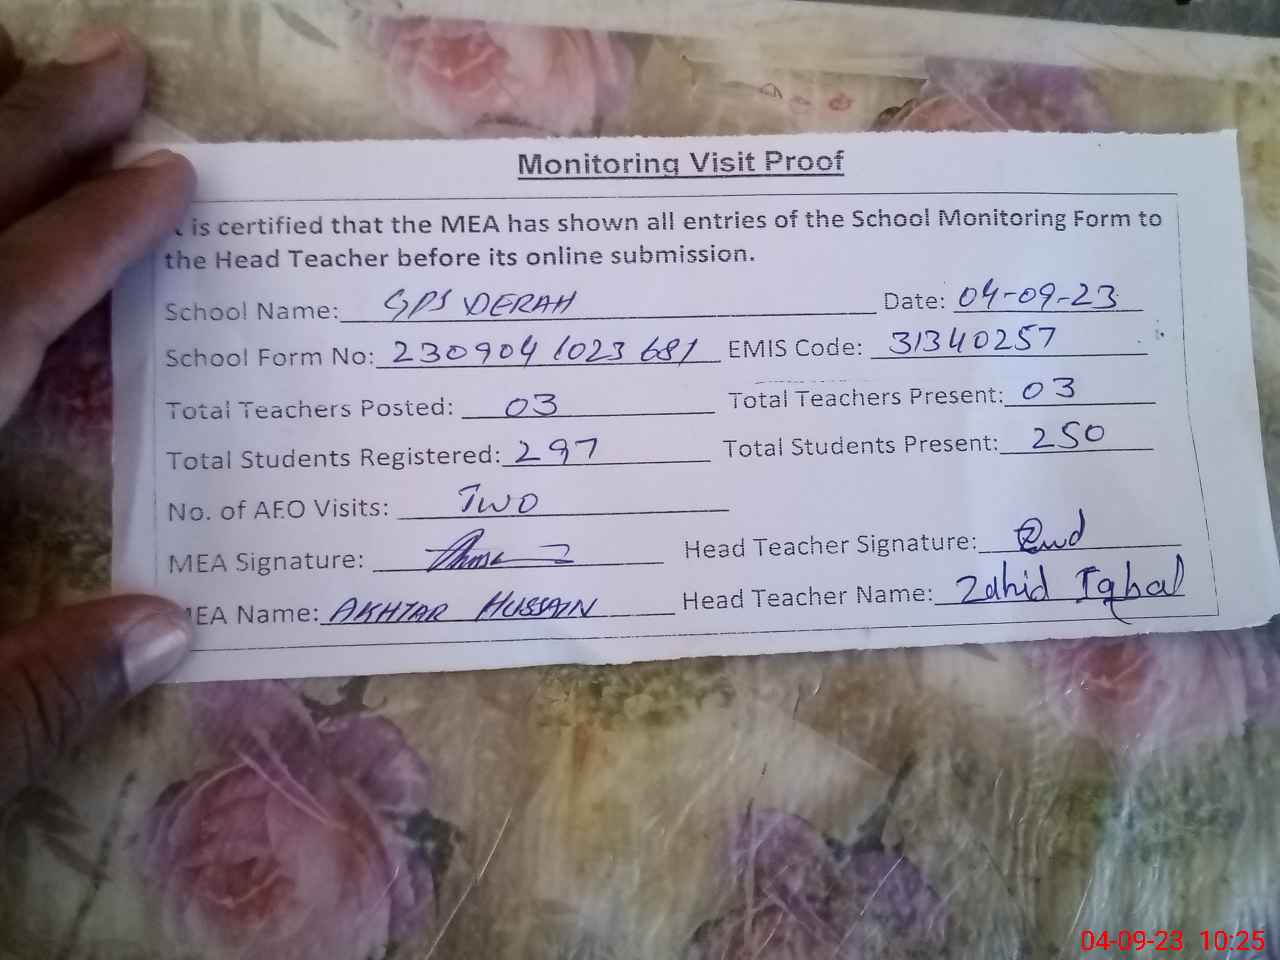 Monitoring Visit Proof
is certified that the MEA has shown all entries of the School Monitoring Form to
the Head Teacher before its online submission.
School Name: GPS DERAH Date: 04-09-23
School Form No: 2309041023681 EMIS Code: 31340257
Total Teachers Posted: 03 Total Teachers Present: 03
Total Students Registered: 297 Total Students Present: 250
No. of AEO Visits: Two
MEA Signature: Head Teacher Signature:
MEA Name: AKHTAR HUSSAIN Head Teacher Name: Zahid Iqbal
04-09-23 10:25